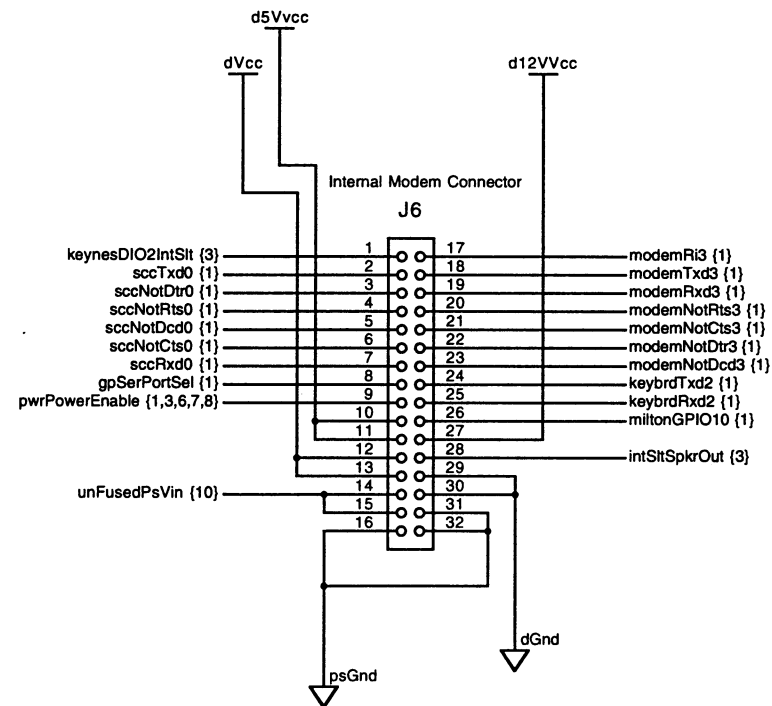 d5Vvcc
dVcc
d12VVcc
Internal Modem Connector
J6
keynesDIO2IntSlt {3}
sccTxd0 {1}
sccNotDtr0 {1}
sccNotRts0 {1}
sccNotDcd0 {1}
sccNotCts0 {1}
sccRxd0 {1}
gpSerPortSel {1}
pwrPowerEnable {1,3,6,7,8}
unFusedPsVin {10}
1
2
3
4
5
6
7
8
9
10
11
12
13
14
15
16
17
18
19
20
21
22
23
24
25
26
27
28
29
30
31
32
modemRi3 {1}
modemTxd3 {1}
modemRxd3 {1}
modemNotRts3 {1}
modemNotCts3 {1}
modemNotDtr3 {1}
modemNotDcd3 {1}
keybrdTxd2 {1}
keybrdRxd2 {1}
miltonGPIO10 {1}
intSltSpkrOut {3}
dGnd
psGnd